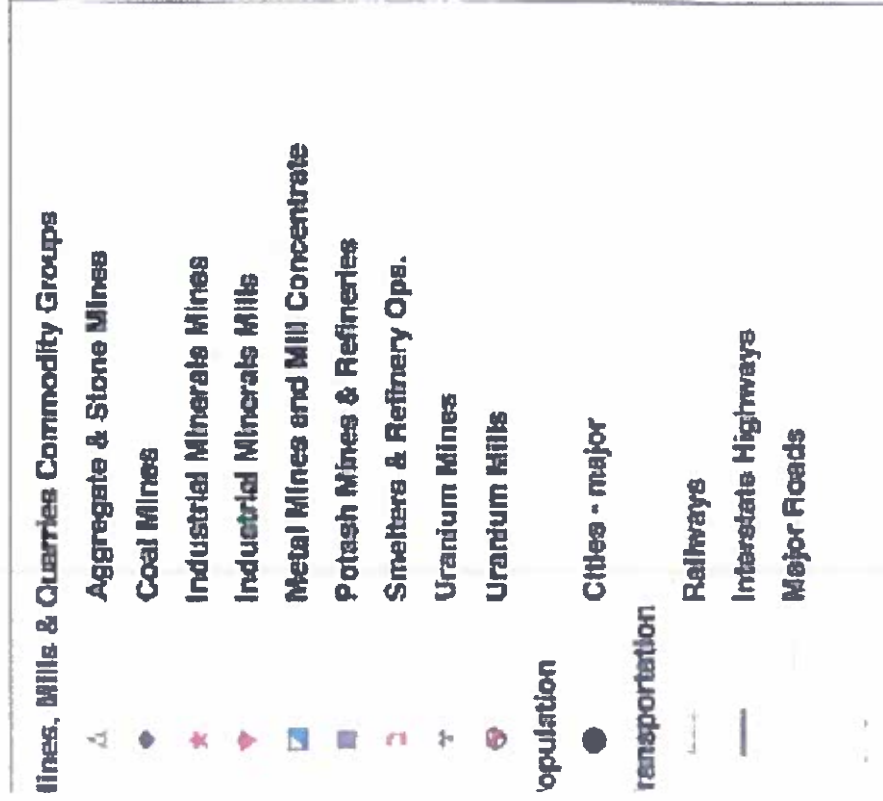 lines, Mills & Quarries Commodity Groups
Aggregate & Stone Mines
Coal Mines
Industrial Minerals Mines
Industrial Minerals Mills
Metal Mines and Mill Concentrate
Potash Mines & Refineries
Smelters & Refinery Ops.
Uranium Mines
Uranium Mills
opulation
Cities - major
ransportation
Railways
Interstate Highways
Major Roads